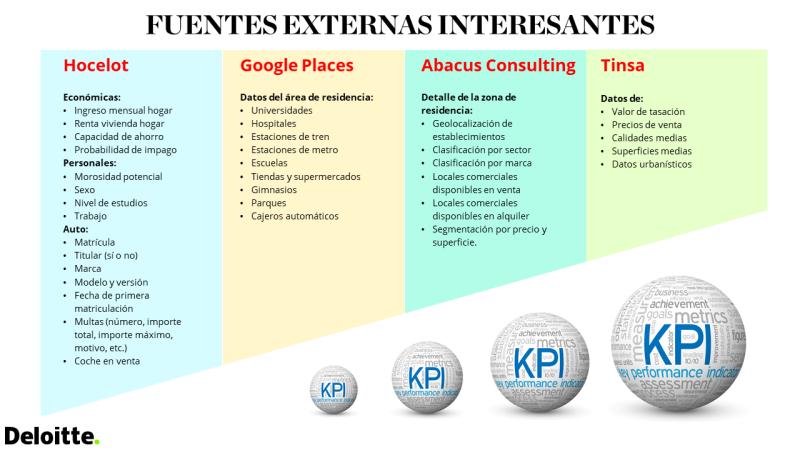 FUENTES EXTERNAS INTERESANTES
Hocelot
Económicas:
• Ingreso mensual hogar
• Renta vivienda hogar
• Capacidad de ahorro
• Probabilidad de impago
Personales:
• Morosidad potencial
• Sexo
• Nivel de estudios
• Trabajo
Auto:
• Matrícula
• Titular (sí o no)
• Marca
• Modelo y versión
• Fecha de primera
matriculación
• Multas (número, importe
total, importe máximo,
motivo, etc.)
• Coche en venta
Google Places
Datos del área de residencia:
• Universidades
• Hospitales
• Estaciones de tren
• Estaciones de metro
• Escuelas
• Tiendas y supermercados
• Gimnasios
• Parques
• Cajeros automáticos
Abacus Consulting
Detalle de la zona de
residencia:
• Geolocalización de
establecimientos
• Clasificación por sector
• Clasificación por marca
• Locales comerciales
disponibles en venta
• Locales comerciales
disponibles en alquiler
• Segmentación por precio y
superficie.
Tinsa
Datos de:
• Valor de tasación
• Precios de venta
• Calidades medias
• Superficies medias
• Datos urbanísticos
KPI
KPI
achievement
KPI
metrics
performance
business
achievement
goals metrics
KPI
key performance indicator
assessment
Deloitte.